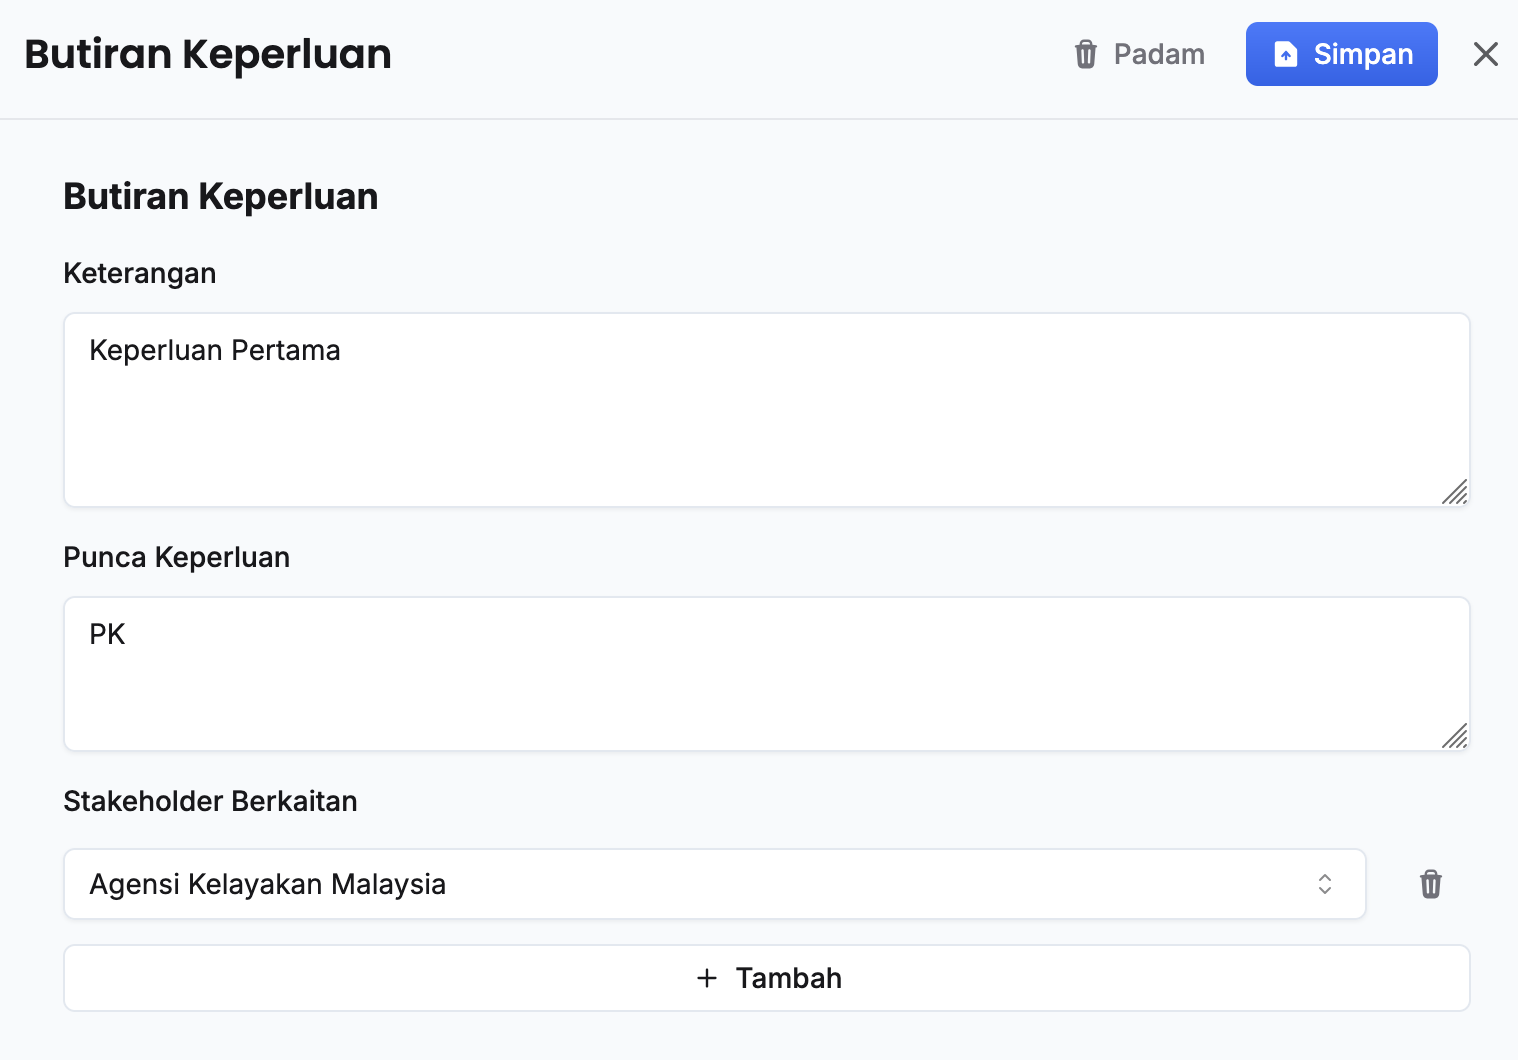 Butiran Keperluan
Padam
Simpan
Butiran Keperluan
Keterangan
Keperluan Pertama
Punca Keperluan
PK
Stakeholder Berkaitan
Agensi Kelayakan Malaysia
Tambah